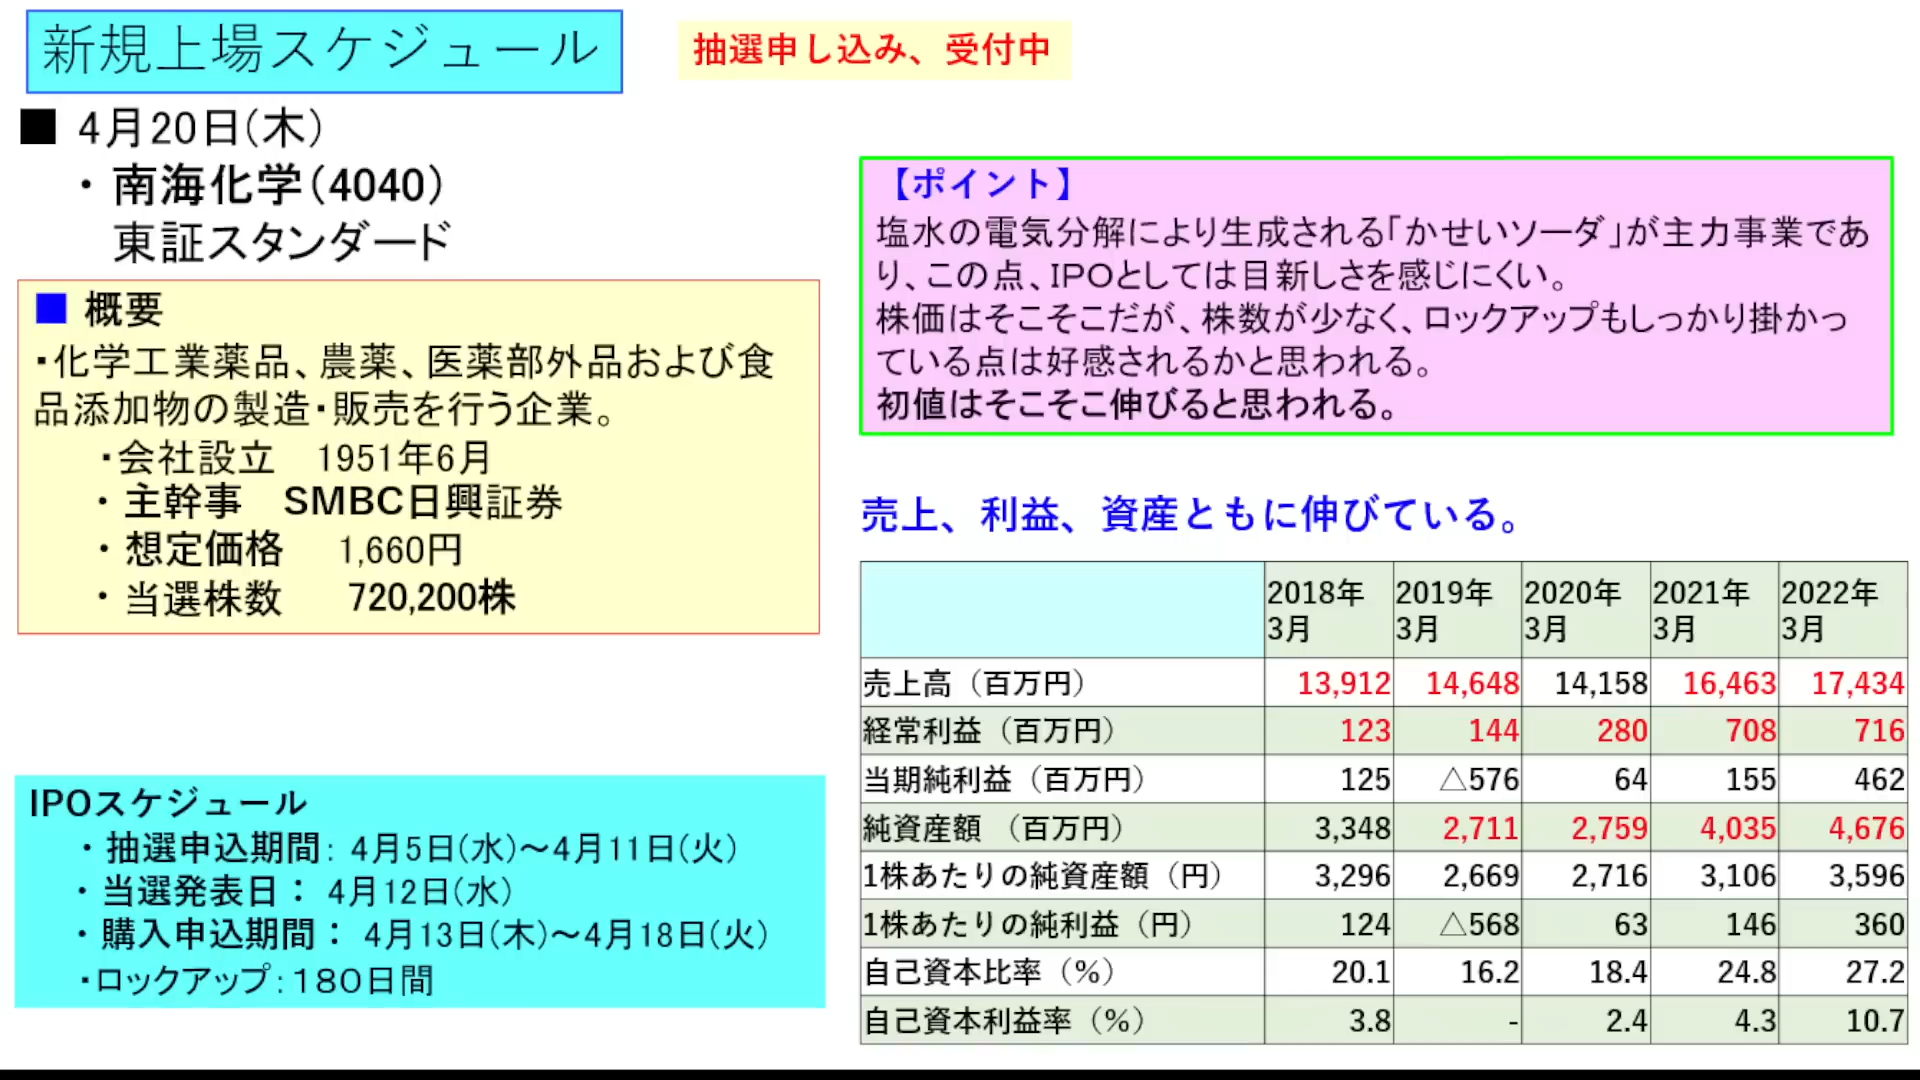 新規上場スケジュール
抽選申し込み、受付中
■ 4月20日(木)
・南海化学(4040)
東証スタンダード
■ 概要
・化学工業薬品、農薬、医薬部外品および食
品添加物の製造・販売を行う企業。
・会社設立 1951年6月
・主幹事 SMBC日興証券
・想定価格 1,660円
・当選株数 720,200株
IPOスケジュール
・抽選申込期間: 4月5日(水)~4月11日(火)
・当選発表日: 4月12日(水)
・購入申込期間: 4月13日(木)~4月18日(火)
・ロックアップ:180日間
【ポイント】
塩水の電気分解により生成される「かせいソーダ」が主力事業であ
り、この点、IPOとしては目新しさを感じにくい。
株価はそこそこだが、株数が少なく、ロックアップもしっかり掛かっ
ている点は好感されるかと思われる。
初値はそこそこ伸びると思われる。
売上、利益、資産ともに伸びている。
2018年 2019年 2020年 2021年 2022年
3月 3月 3月 3月 3月
売上高(百万円) 13,912 14,648 14,158 16,463 17,434
経常利益(百万円) 123 144 280 708 716
当期純利益(百万円) 125 △576 64 155 462
純資産額 (百万円) 3,348 2,711 2,759 4,035 4,676
1株あたりの純資産額(円) 3,296 2,669 2,716 3,106 3,596
1株あたりの純利益(円) 124 △568 63 146 360
自己資本比率(%) 20.1 16.2 18.4 24.8 27.2
自己資本利益率(%) 3.8 - 2.4 4.3 10.7